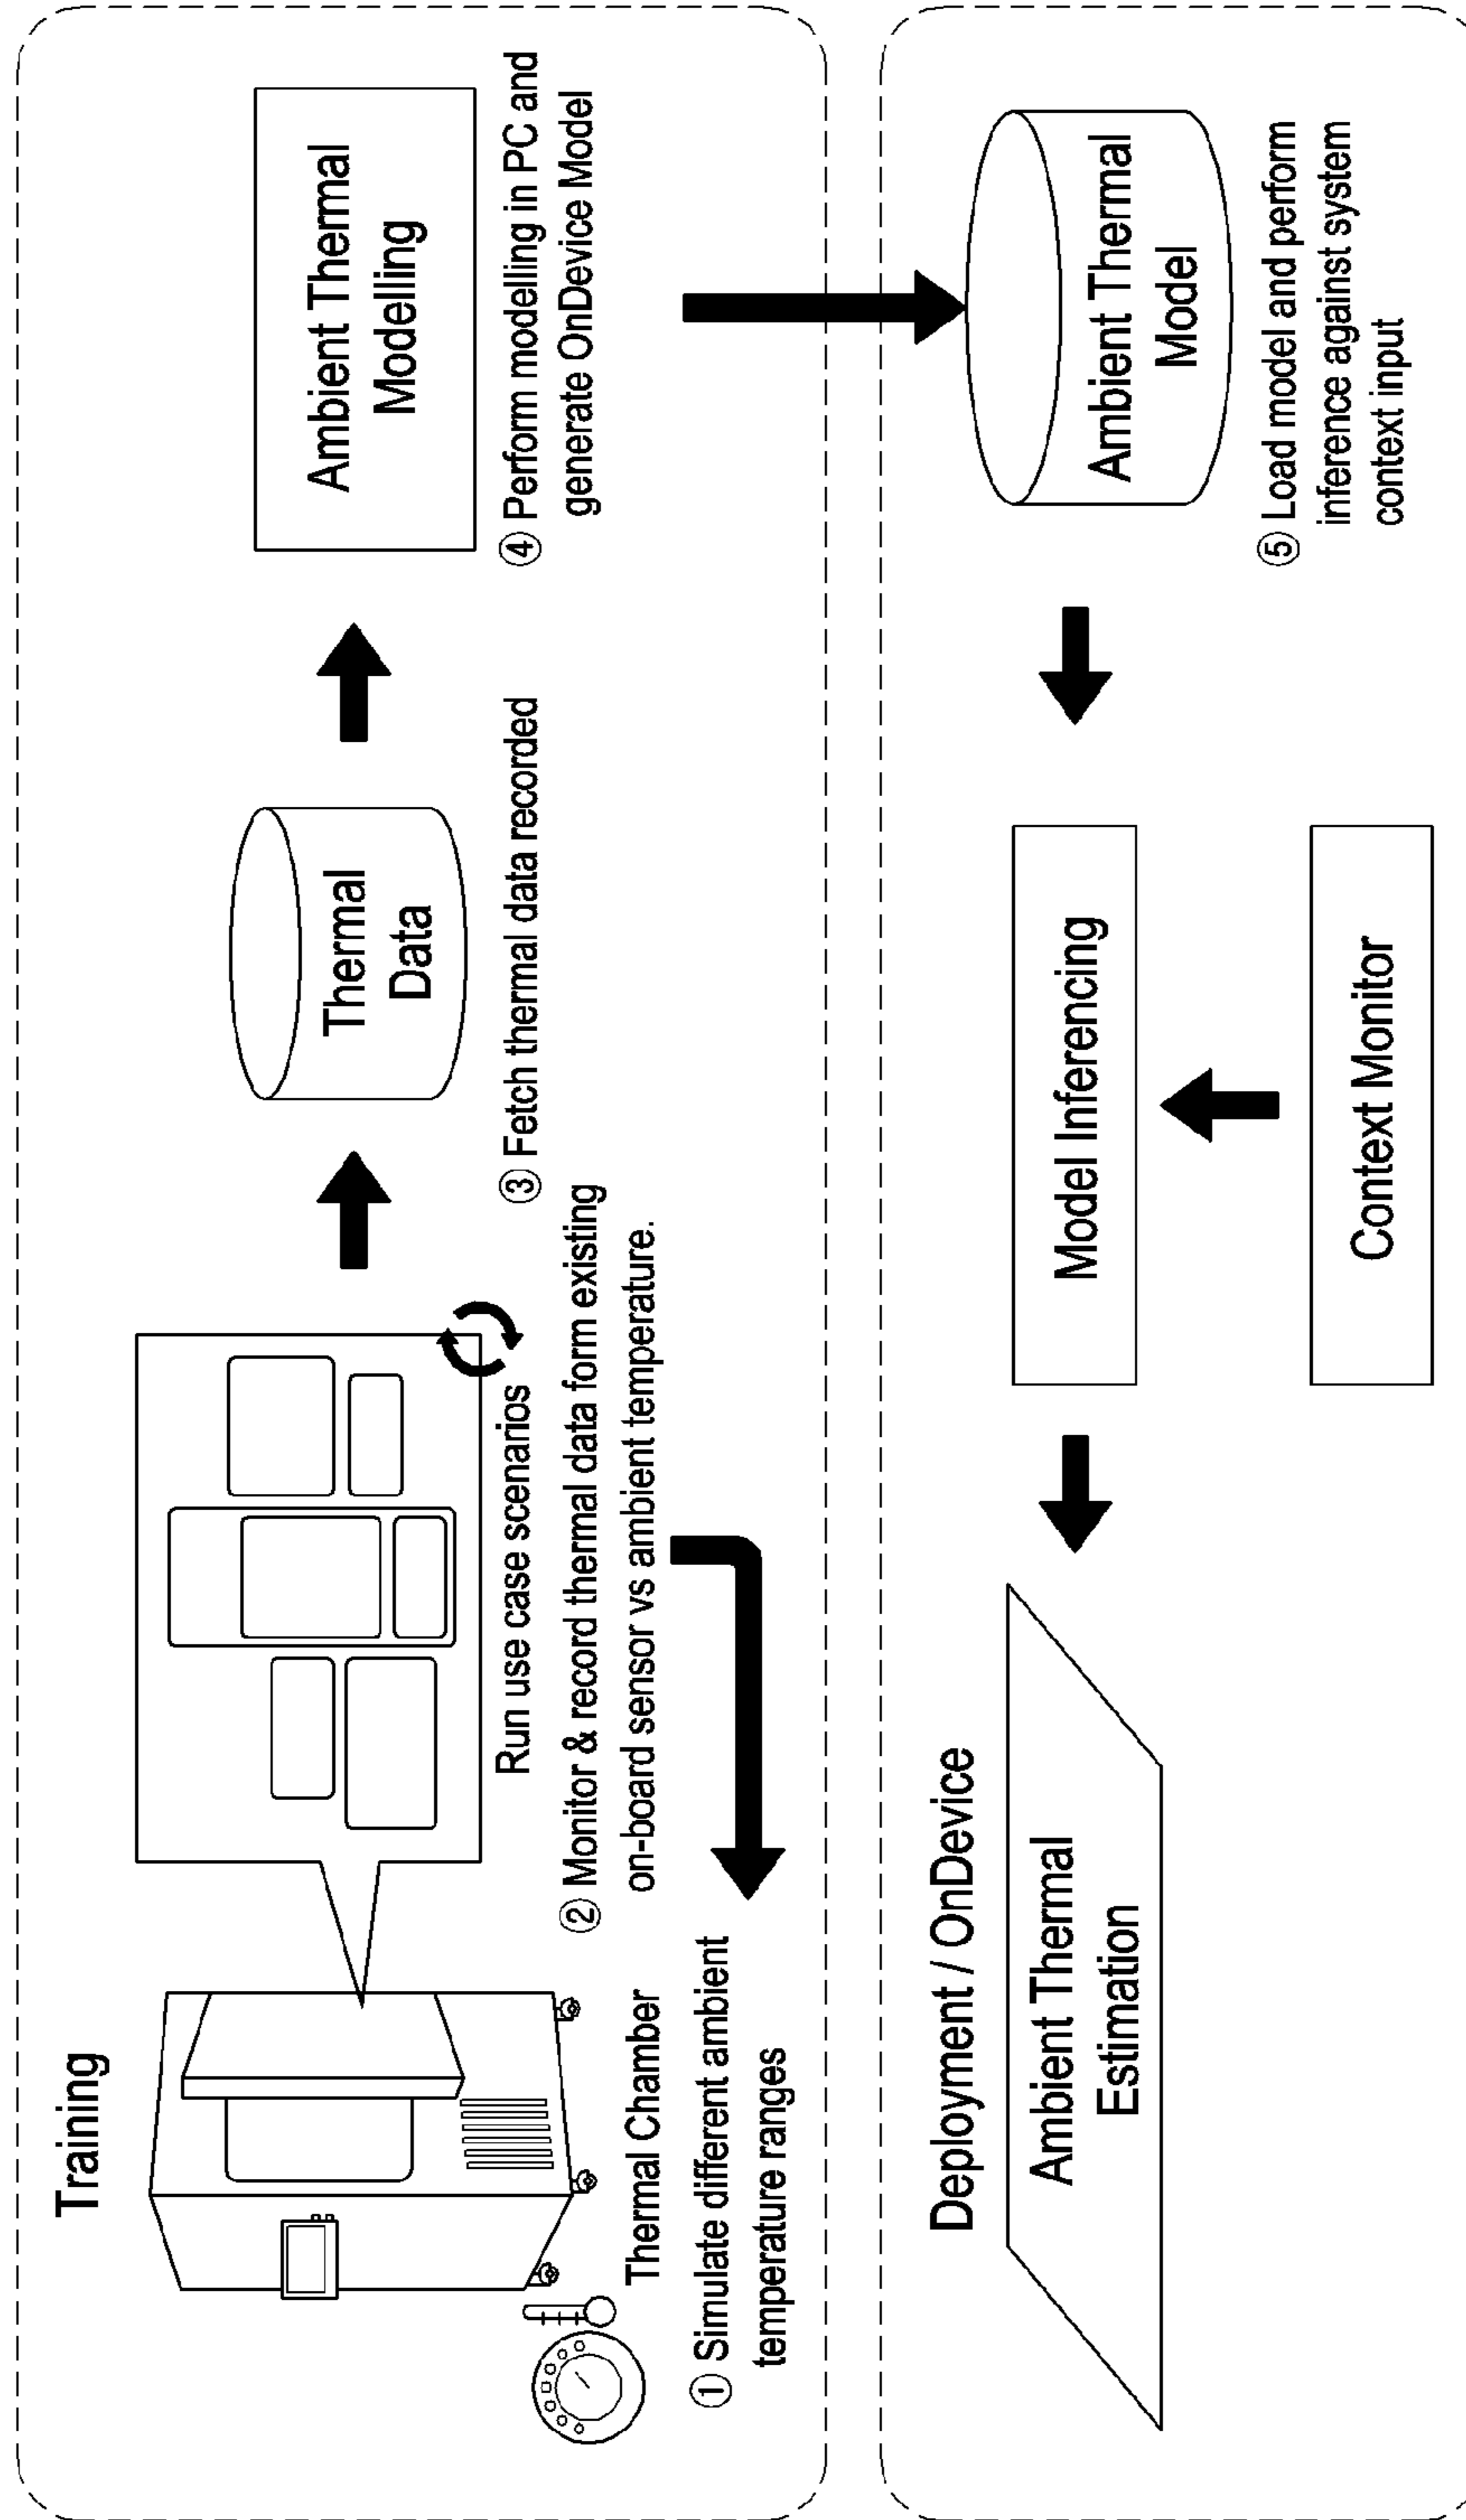 Training
Thermal Chamber
① Simulate different ambient
temperature ranges
Run use case scenarios
② Monitor & record thermal data form existing
on-board sensor vs ambient temperature.
Thermal
Data
③ Fetch thermal data recorded
Ambient Thermal
Modelling
④ Perform modelling in PC and
generate OnDevice Model
Deployment / OnDevice
Ambient Thermal
Estimation
Model Inferencing
Context Monitor
Ambient Thermal
Model
⑤ Load model and perform
inference against system
context input